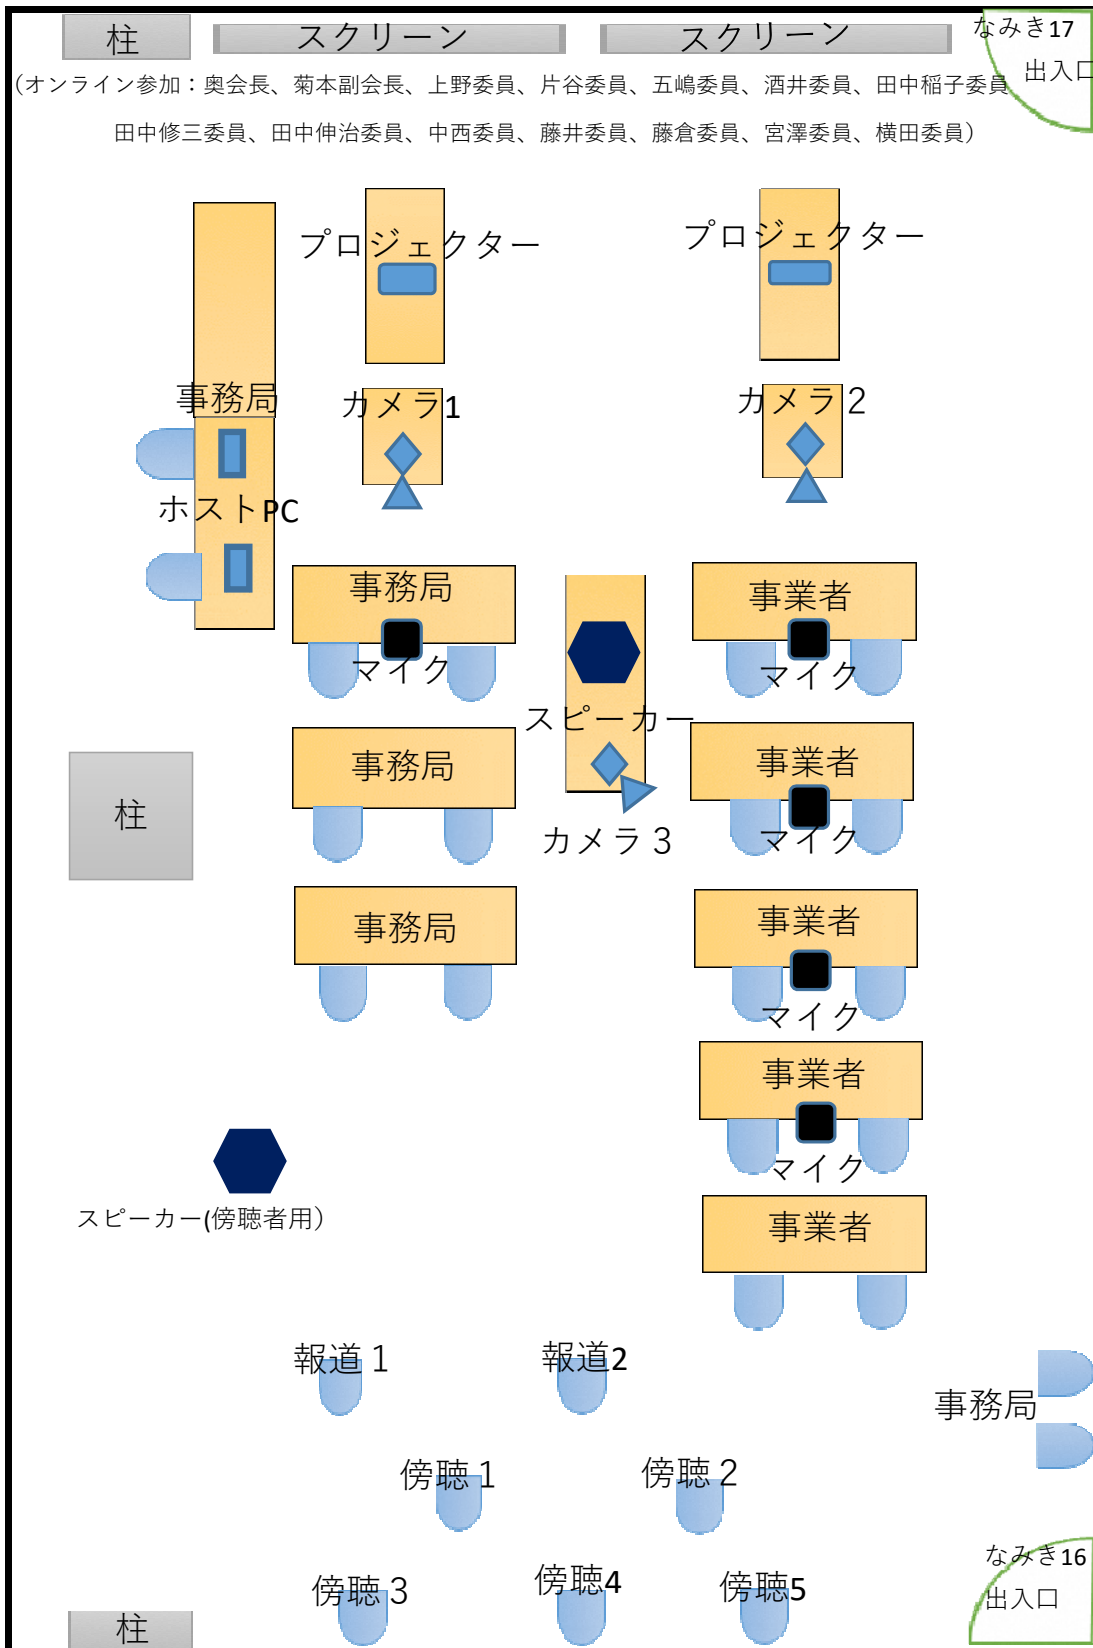 柱
スクリーン
スクリーン
なみき17
出入口
(オンライン参加：奥会長、菊本副会長、上野委員、片谷委員、五嶋委員、酒井委員、田中稲子委員
田中修三委員、田中伸治委員、中西委員、藤井委員、藤倉委員、宮澤委員、横田委員）
プロジェクター
プロジェクター
事務局
カメラ1
カメラ２
ホストPC
事務局
マイク
事業者
マイク
スピーカー
事務局
事業者
マイク
柱
カメラ３
事務局
事業者
マイク
事業者
マイク
スピーカー(傍聴者用）
事業者
報道１
報道2
事務局
傍聴１
傍聴２
なみき16
出入口
傍聴３
傍聴4
傍聴5
柱